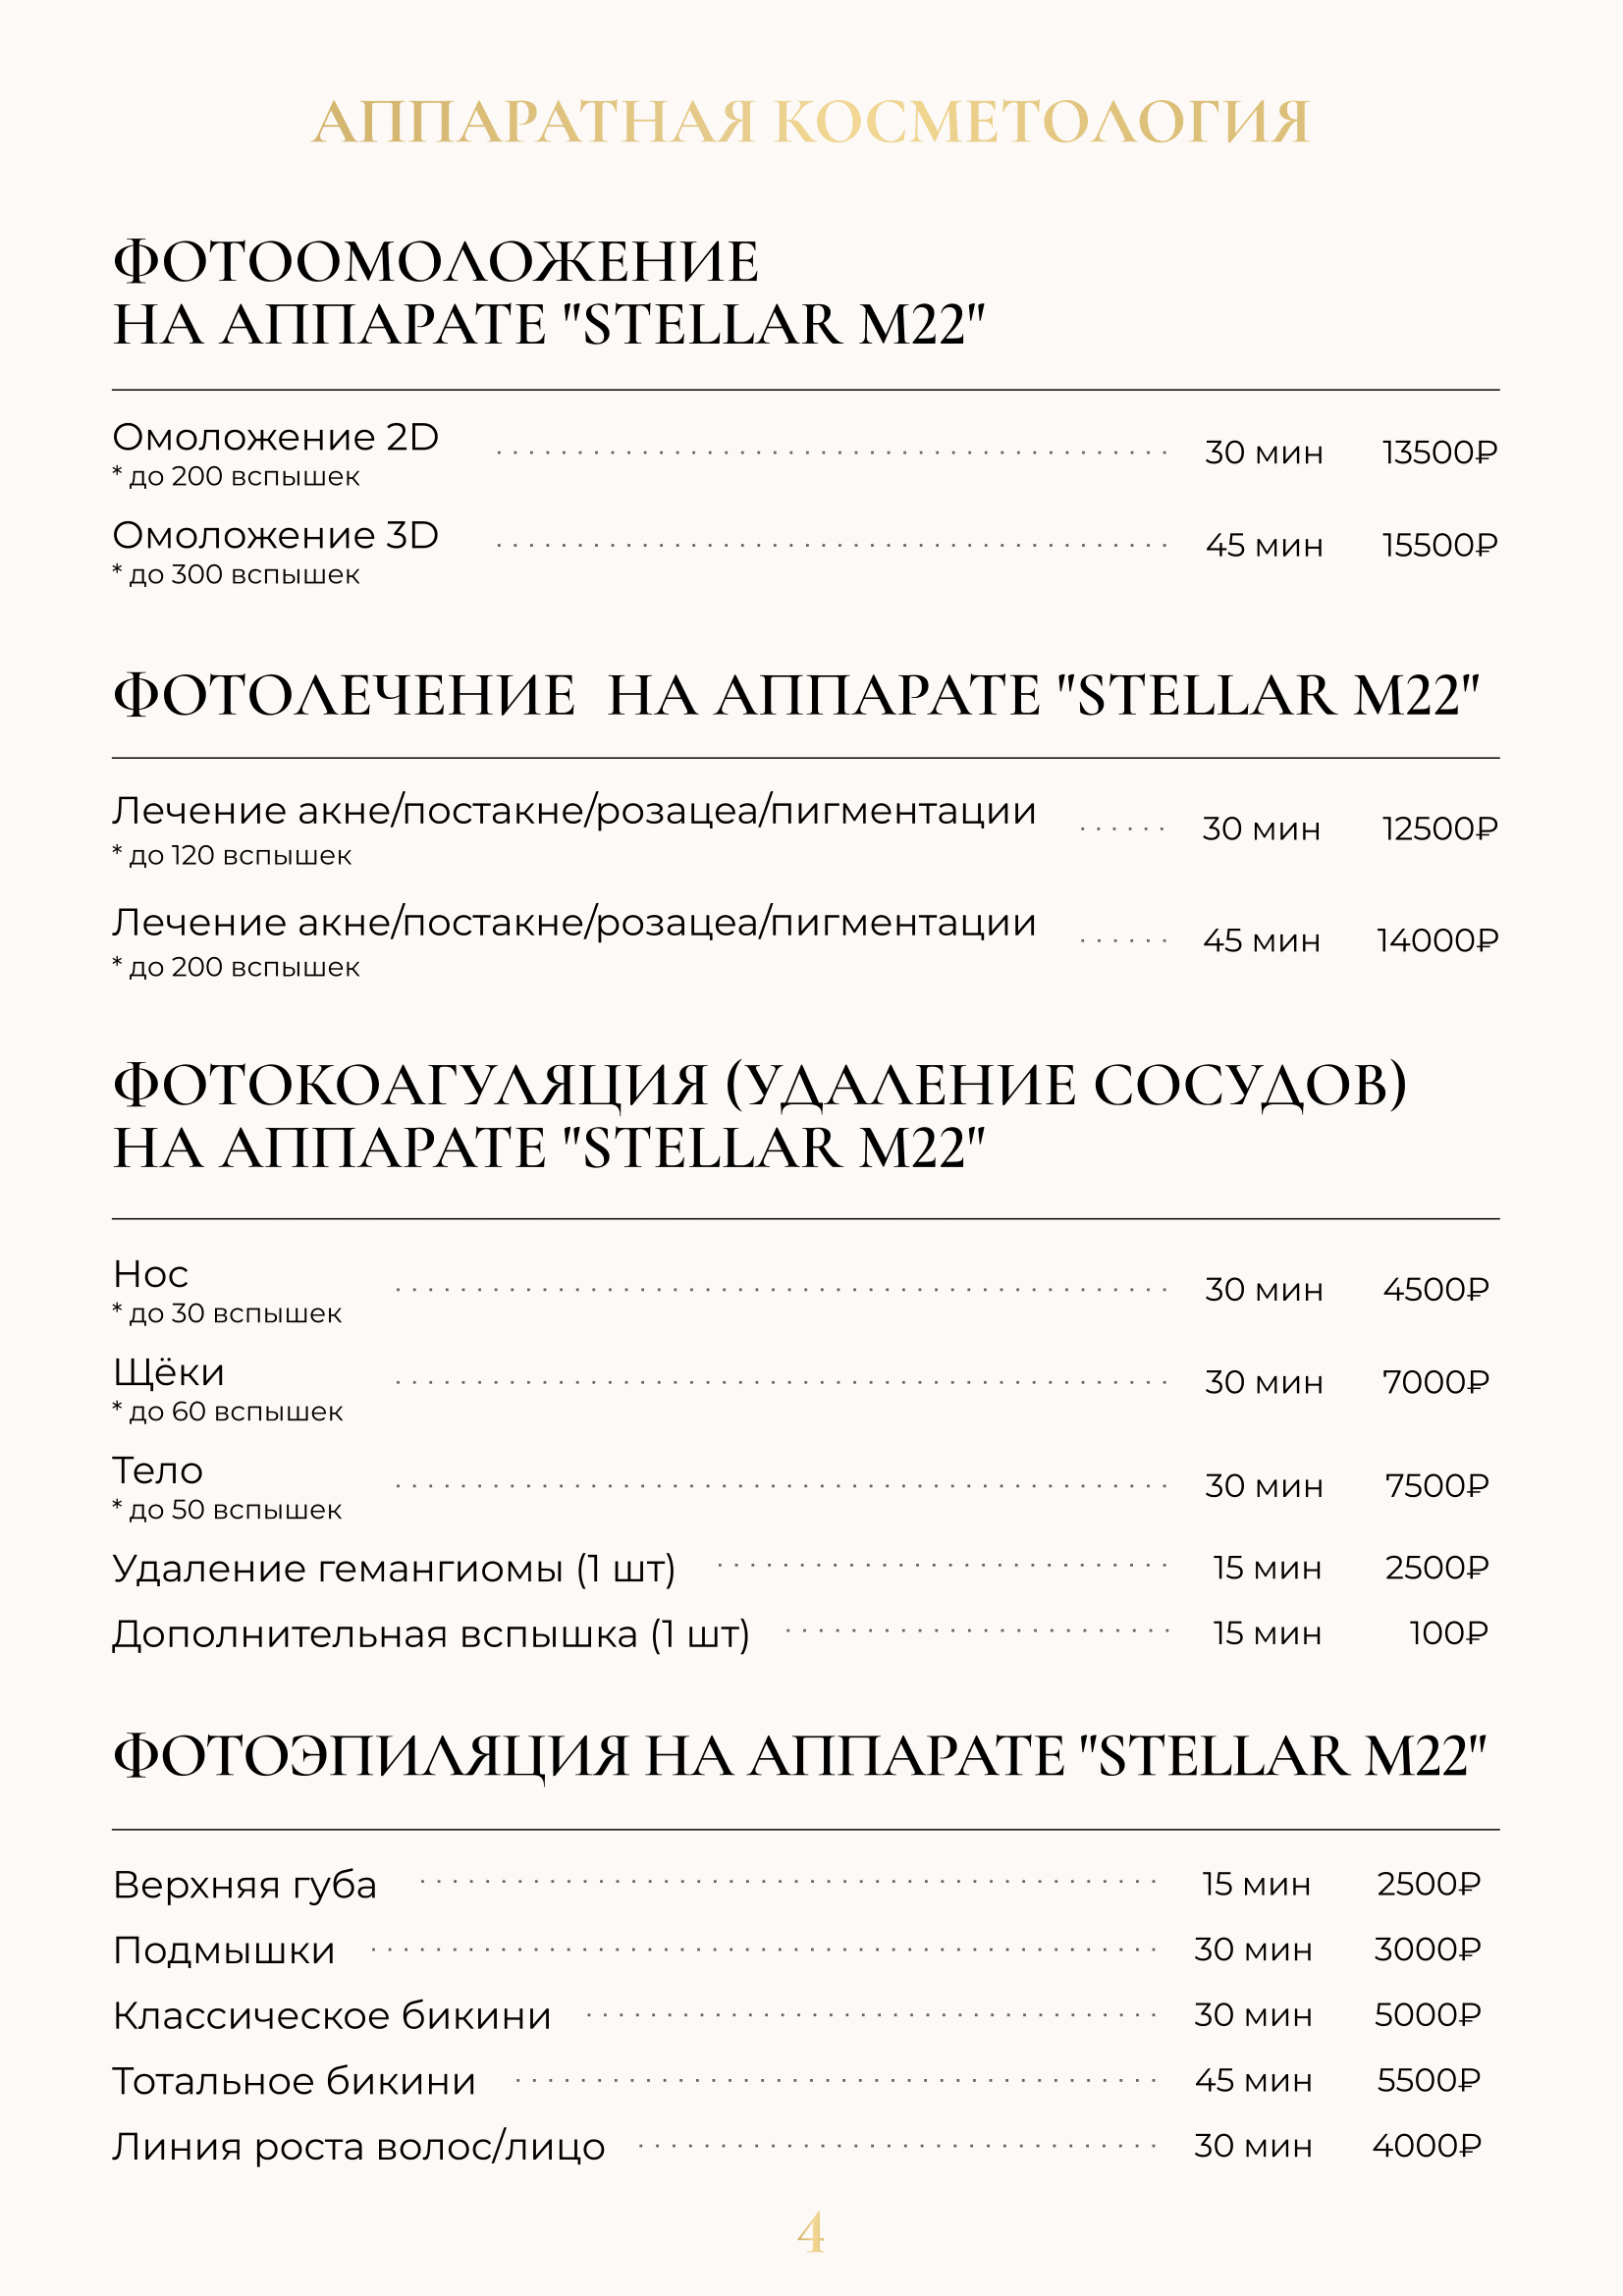 АППАРАТНАЯ КОСМЕТОЛОГИЯ
ФОТООМОЛОЖЕНИЕ
НА АППАРАТЕ "STELLAR M22"
Омоложение 2D 30 мин 13500₽
* до 200 вспышек
Омоложение 3D 45 мин 15500₽
* до 300 вспышек
ФОТОЛЕЧЕНИЕ НА АППАРАТЕ "STELLAR M22"
Лечение акне/постакне/розацеа/пигментации 30 мин 12500₽
* до 120 вспышек
Лечение акне/постакне/розацеа/пигментации 45 мин 14000₽
* до 200 вспышек
ФОТОКОАГУЛЯЦИЯ (УДАЛЕНИЕ СОСУДОВ)
НА АППАРАТЕ "STELLAR M22"
Нос 30 мин 4500₽
* до 30 вспышек
Щёки 30 мин 7000₽
* до 60 вспышек
Тело 30 мин 7500₽
* до 50 вспышек
Удаление гемангиомы (1 шт) 15 мин 2500₽
Дополнительная вспышка (1 шт) 15 мин 100₽
ФОТОЭПИЛЯЦИЯ НА АППАРАТЕ "STELLAR M22"
Верхняя губа 15 мин 2500₽
Подмышки 30 мин 3000₽
Классическое бикини 30 мин 5000₽
Тотальное бикини 45 мин 5500₽
Линия роста волос/лицо 30 мин 4000₽
4